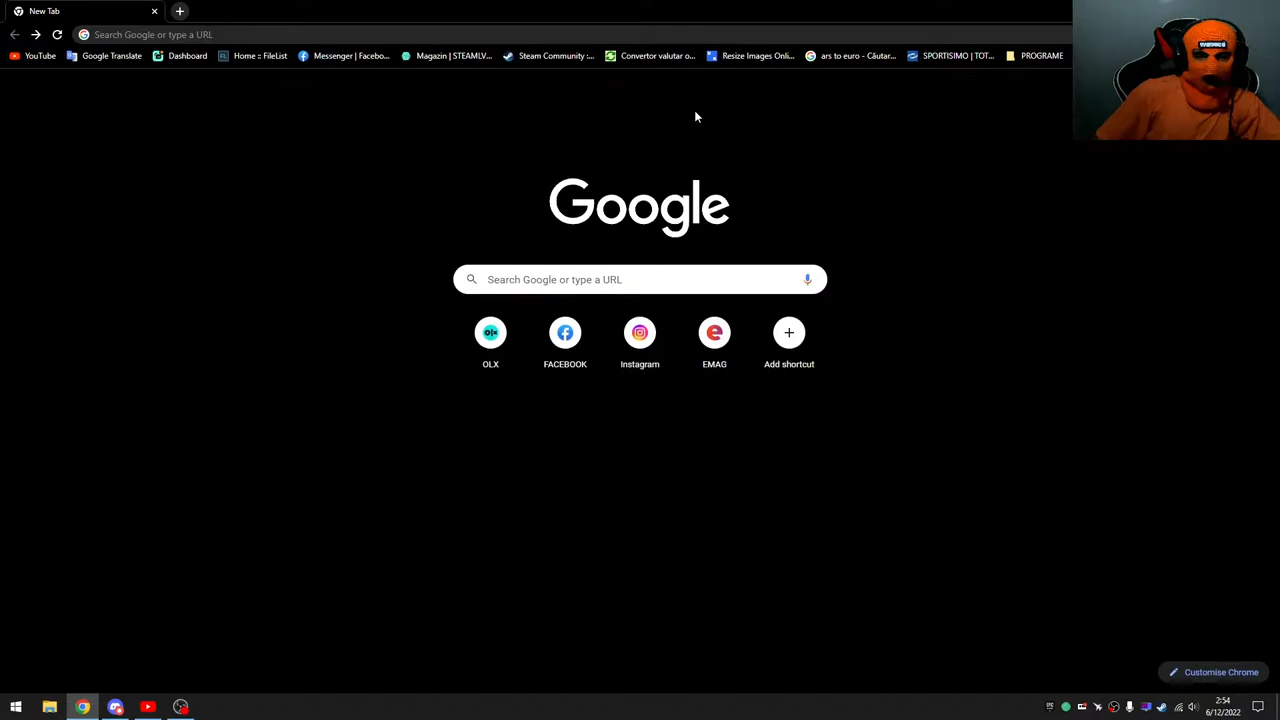 New Tab
Search Google or type a URL
YouTube Google Translate Dashboard Home :: FileList Messenger | Facebo... Magazin | STEAMLV... Steam Community :... Convertor valutar o... Resize Images Onli... ars to euro - Căutar... SPORTISIMO | TOT... PROGRAME
Google
Search Google or type a URL
OLX FACEBOOK Instagram EMAG Add shortcut
Customise Chrome
2:54
6/12/2022